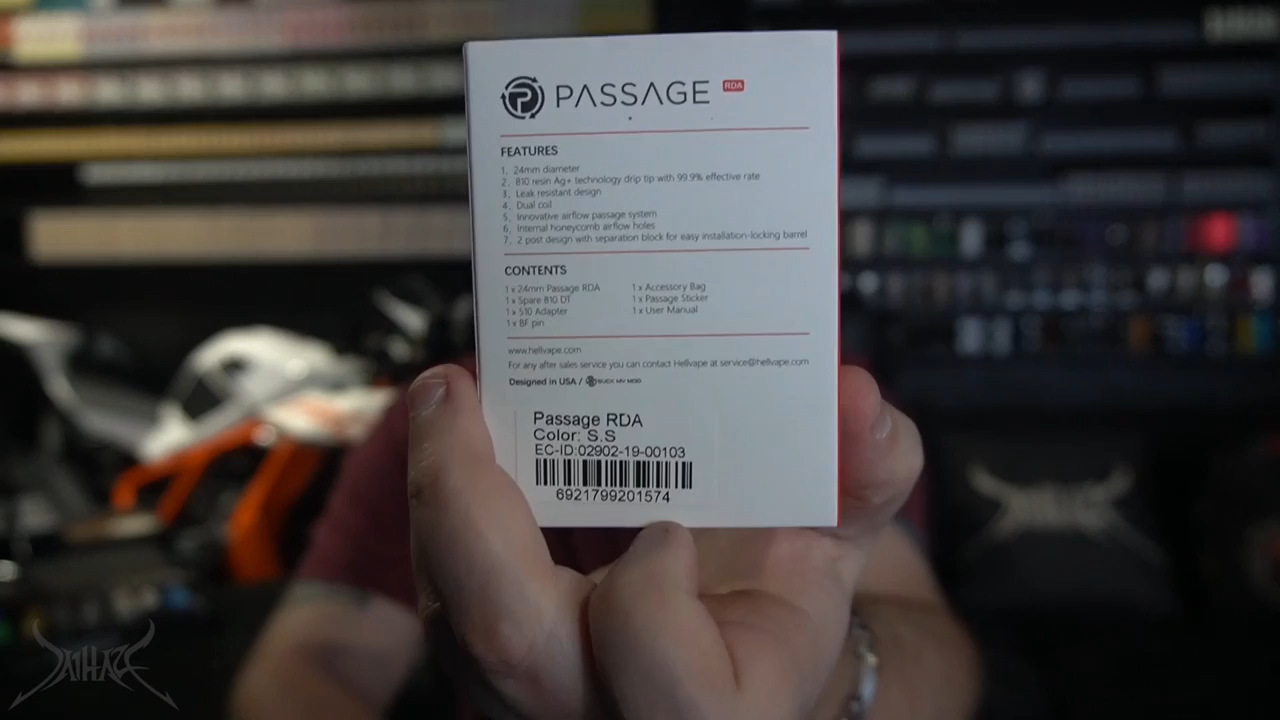 PASSAGE RDA
FEATURES
1、24mm diameter
2、810 resin Ag+ technology drip tip with 99.9% effective rate
3、Leak resistant design
4、Dual coil
5、Innovative airflow passage system
6、Internal honeycomb airflow holes
7、2 post design with separation block for easy installation-locking barrel
CONTENTS
1 x 24mm Passage RDA
1 x Spare 810 DT
1 x 510 Adapter
1 x BF pin
1 x Accessory Bag
1 x Passage Sticker
1 x User Manual
www.hellvape.com
For any after sales service you can contact Hellvape at service@hellvape.com
Designed in USA / SUCK MY MOD
Passage RDA
Color: S.S
EC-ID:02902-19-00103
6921799201574
DAIHAZE